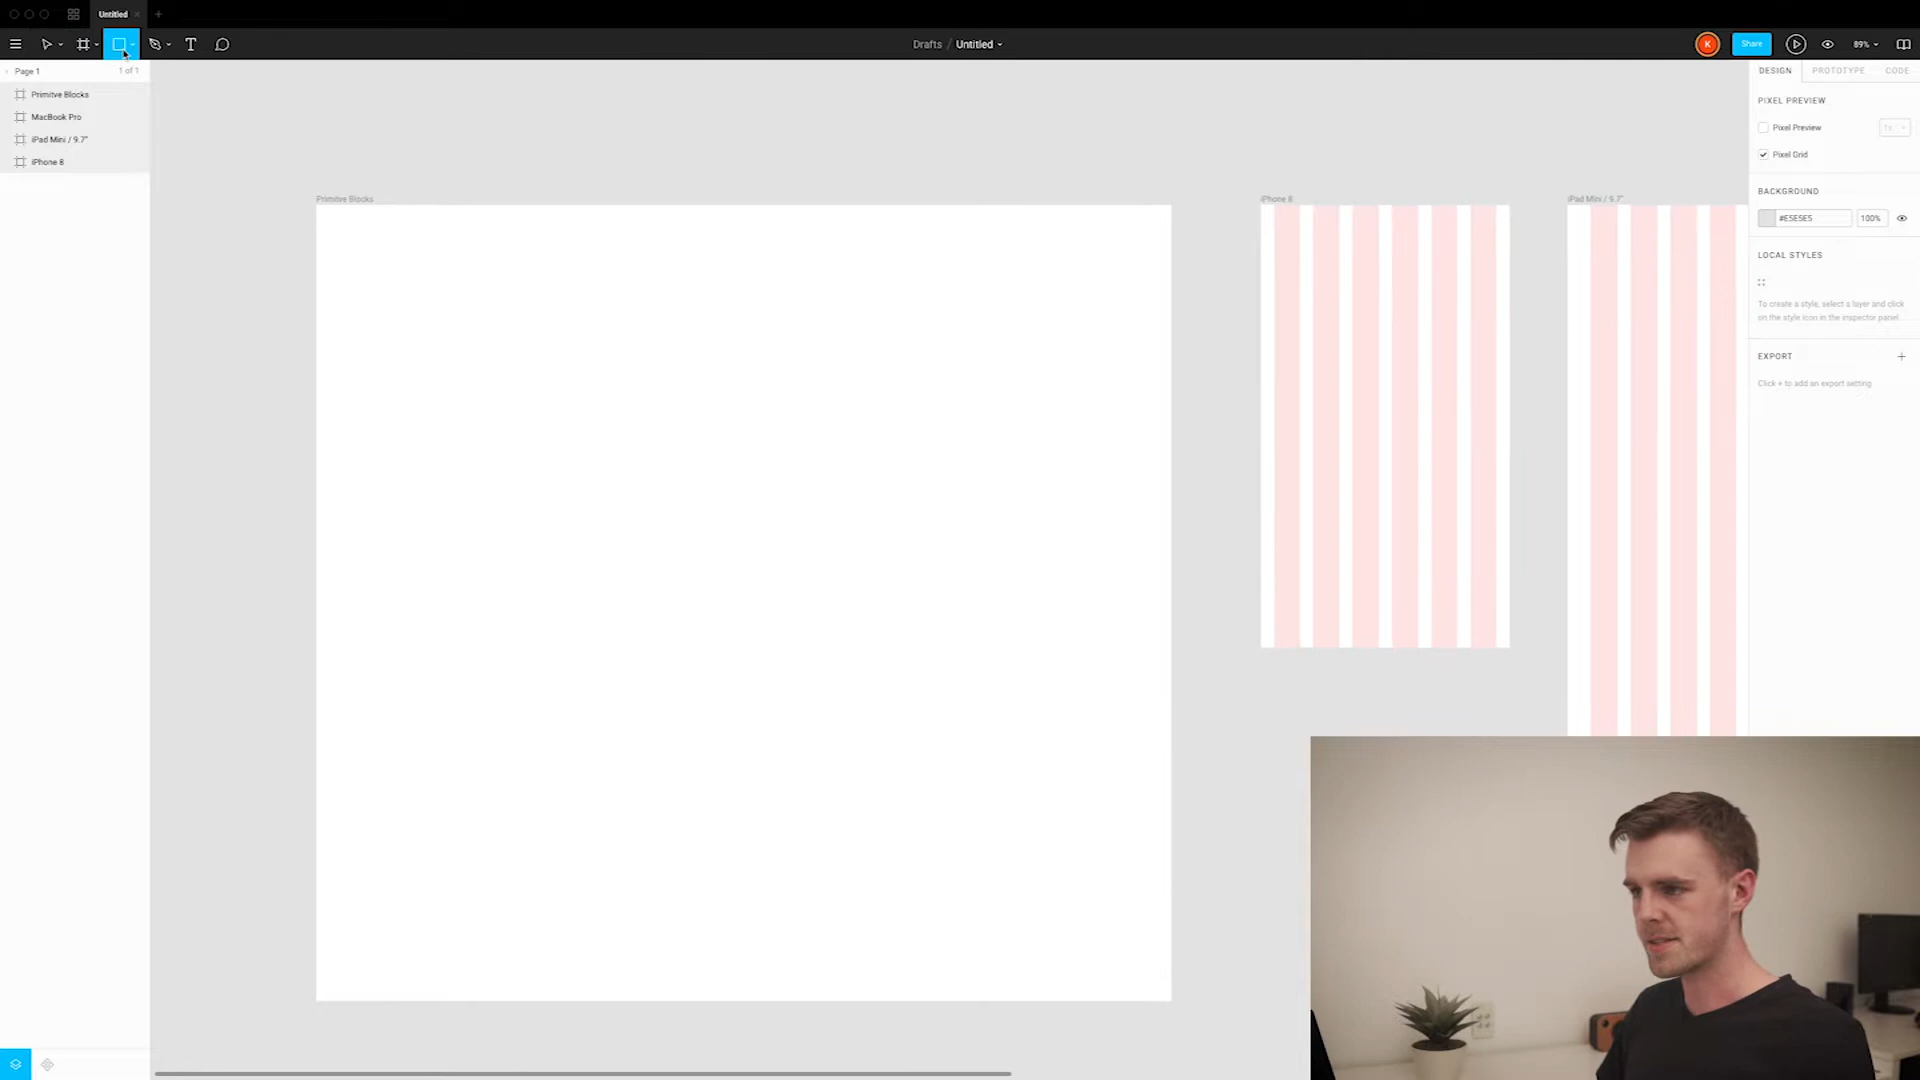 Untitled
Drafts / Untitled
K
Share
89%
Page 1
1 of 1
DESIGN
PROTOTYPE
CODE
Primitve Blocks
MacBook Pro
iPad Mini / 9.7"
iPhone 8
PIXEL PREVIEW
Pixel Preview
1x
Pixel Grid
BACKGROUND
#E5E5E5
100%
LOCAL STYLES
To create a style, select a layer and click
on the style icon in the inspector panel.
EXPORT
Click + to add an export setting
Primitve Blocks
iPhone 8
iPad Mini / 9.7"